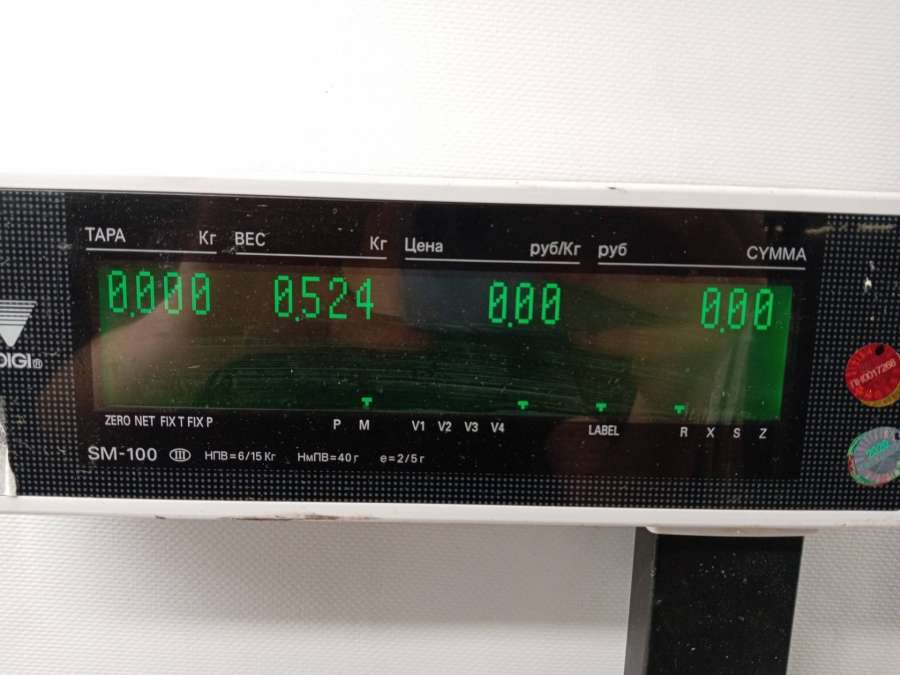 ТАРА Кг ВЕС Кг Цена руб/Кг руб СУММА
0.000 0.524 0.00 0.00
DIGI®
ZERO NET FIX T FIX P P M V1 V2 V3 V4 LABEL R X S Z
SM-100 III НПВ=6/15 Кг НмПВ=40 г e=2/5 г